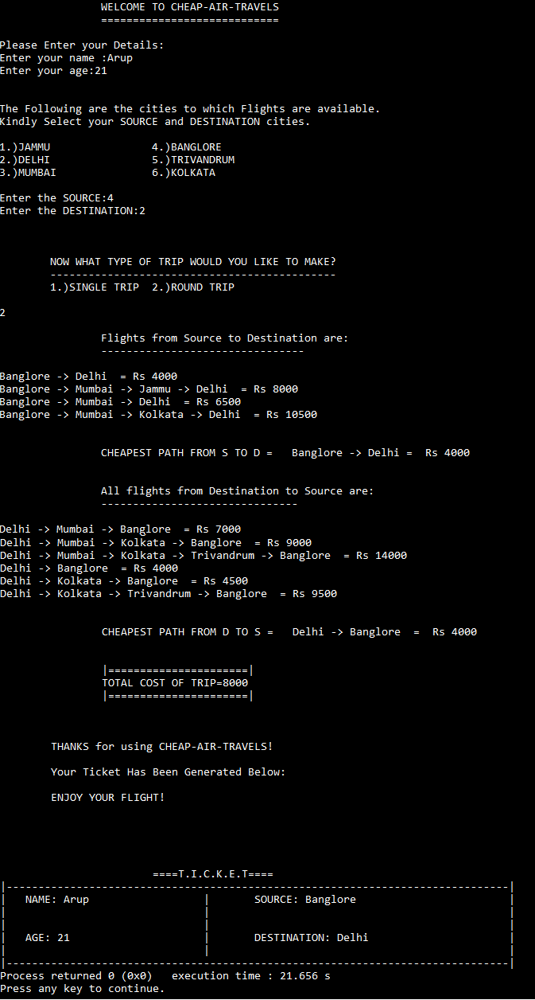 WELCOME TO CHEAP-AIR-TRAVELS
============================
Please Enter your Details:
Enter your name :Arup
Enter your age:21
The Following are the cities to which Flights are available.
Kindly Select your SOURCE and DESTINATION cities.
1.)JAMMU                4.)BANGLORE
2.)DELHI                5.)TRIVANDRUM
3.)MUMBAI               6.)KOLKATA
Enter the SOURCE:4
Enter the DESTINATION:2
NOW WHAT TYPE OF TRIP WOULD YOU LIKE TO MAKE?
---------------------------------------------
1.)SINGLE TRIP  2.)ROUND TRIP
2
Flights from Source to Destination are:
--------------------------------
Banglore -> Delhi  = Rs 4000
Banglore -> Mumbai -> Jammu -> Delhi  = Rs 8000
Banglore -> Mumbai -> Delhi  = Rs 6500
Banglore -> Mumbai -> Kolkata -> Delhi  = Rs 10500
CHEAPEST PATH FROM S TO D =   Banglore -> Delhi =  Rs 4000
All flights from Destination to Source are:
-------------------------------
Delhi -> Mumbai -> Banglore  = Rs 7000
Delhi -> Mumbai -> Kolkata -> Banglore  = Rs 9000
Delhi -> Mumbai -> Kolkata -> Trivandrum -> Banglore  = Rs 14000
Delhi -> Banglore  = Rs 4000
Delhi -> Kolkata -> Banglore  = Rs 4500
Delhi -> Kolkata -> Trivandrum -> Banglore  = Rs 9500
CHEAPEST PATH FROM D TO S =   Delhi -> Banglore  =  Rs 4000
|======================|
TOTAL COST OF TRIP=8000
|======================|
THANKS for using CHEAP-AIR-TRAVELS!
Your Ticket Has Been Generated Below:
ENJOY YOUR FLIGHT!
====T.I.C.K.E.T====
|-------------------------------------------------------------------------------|
|   NAME: Arup                  |       SOURCE: Banglore                        |
|                               |                                               |
|                               |                                               |
|   AGE: 21                     |       DESTINATION: Delhi                      |
|                               |                                               |
|-------------------------------------------------------------------------------|
Process returned 0 (0x0)   execution time : 21.656 s
Press any key to continue.